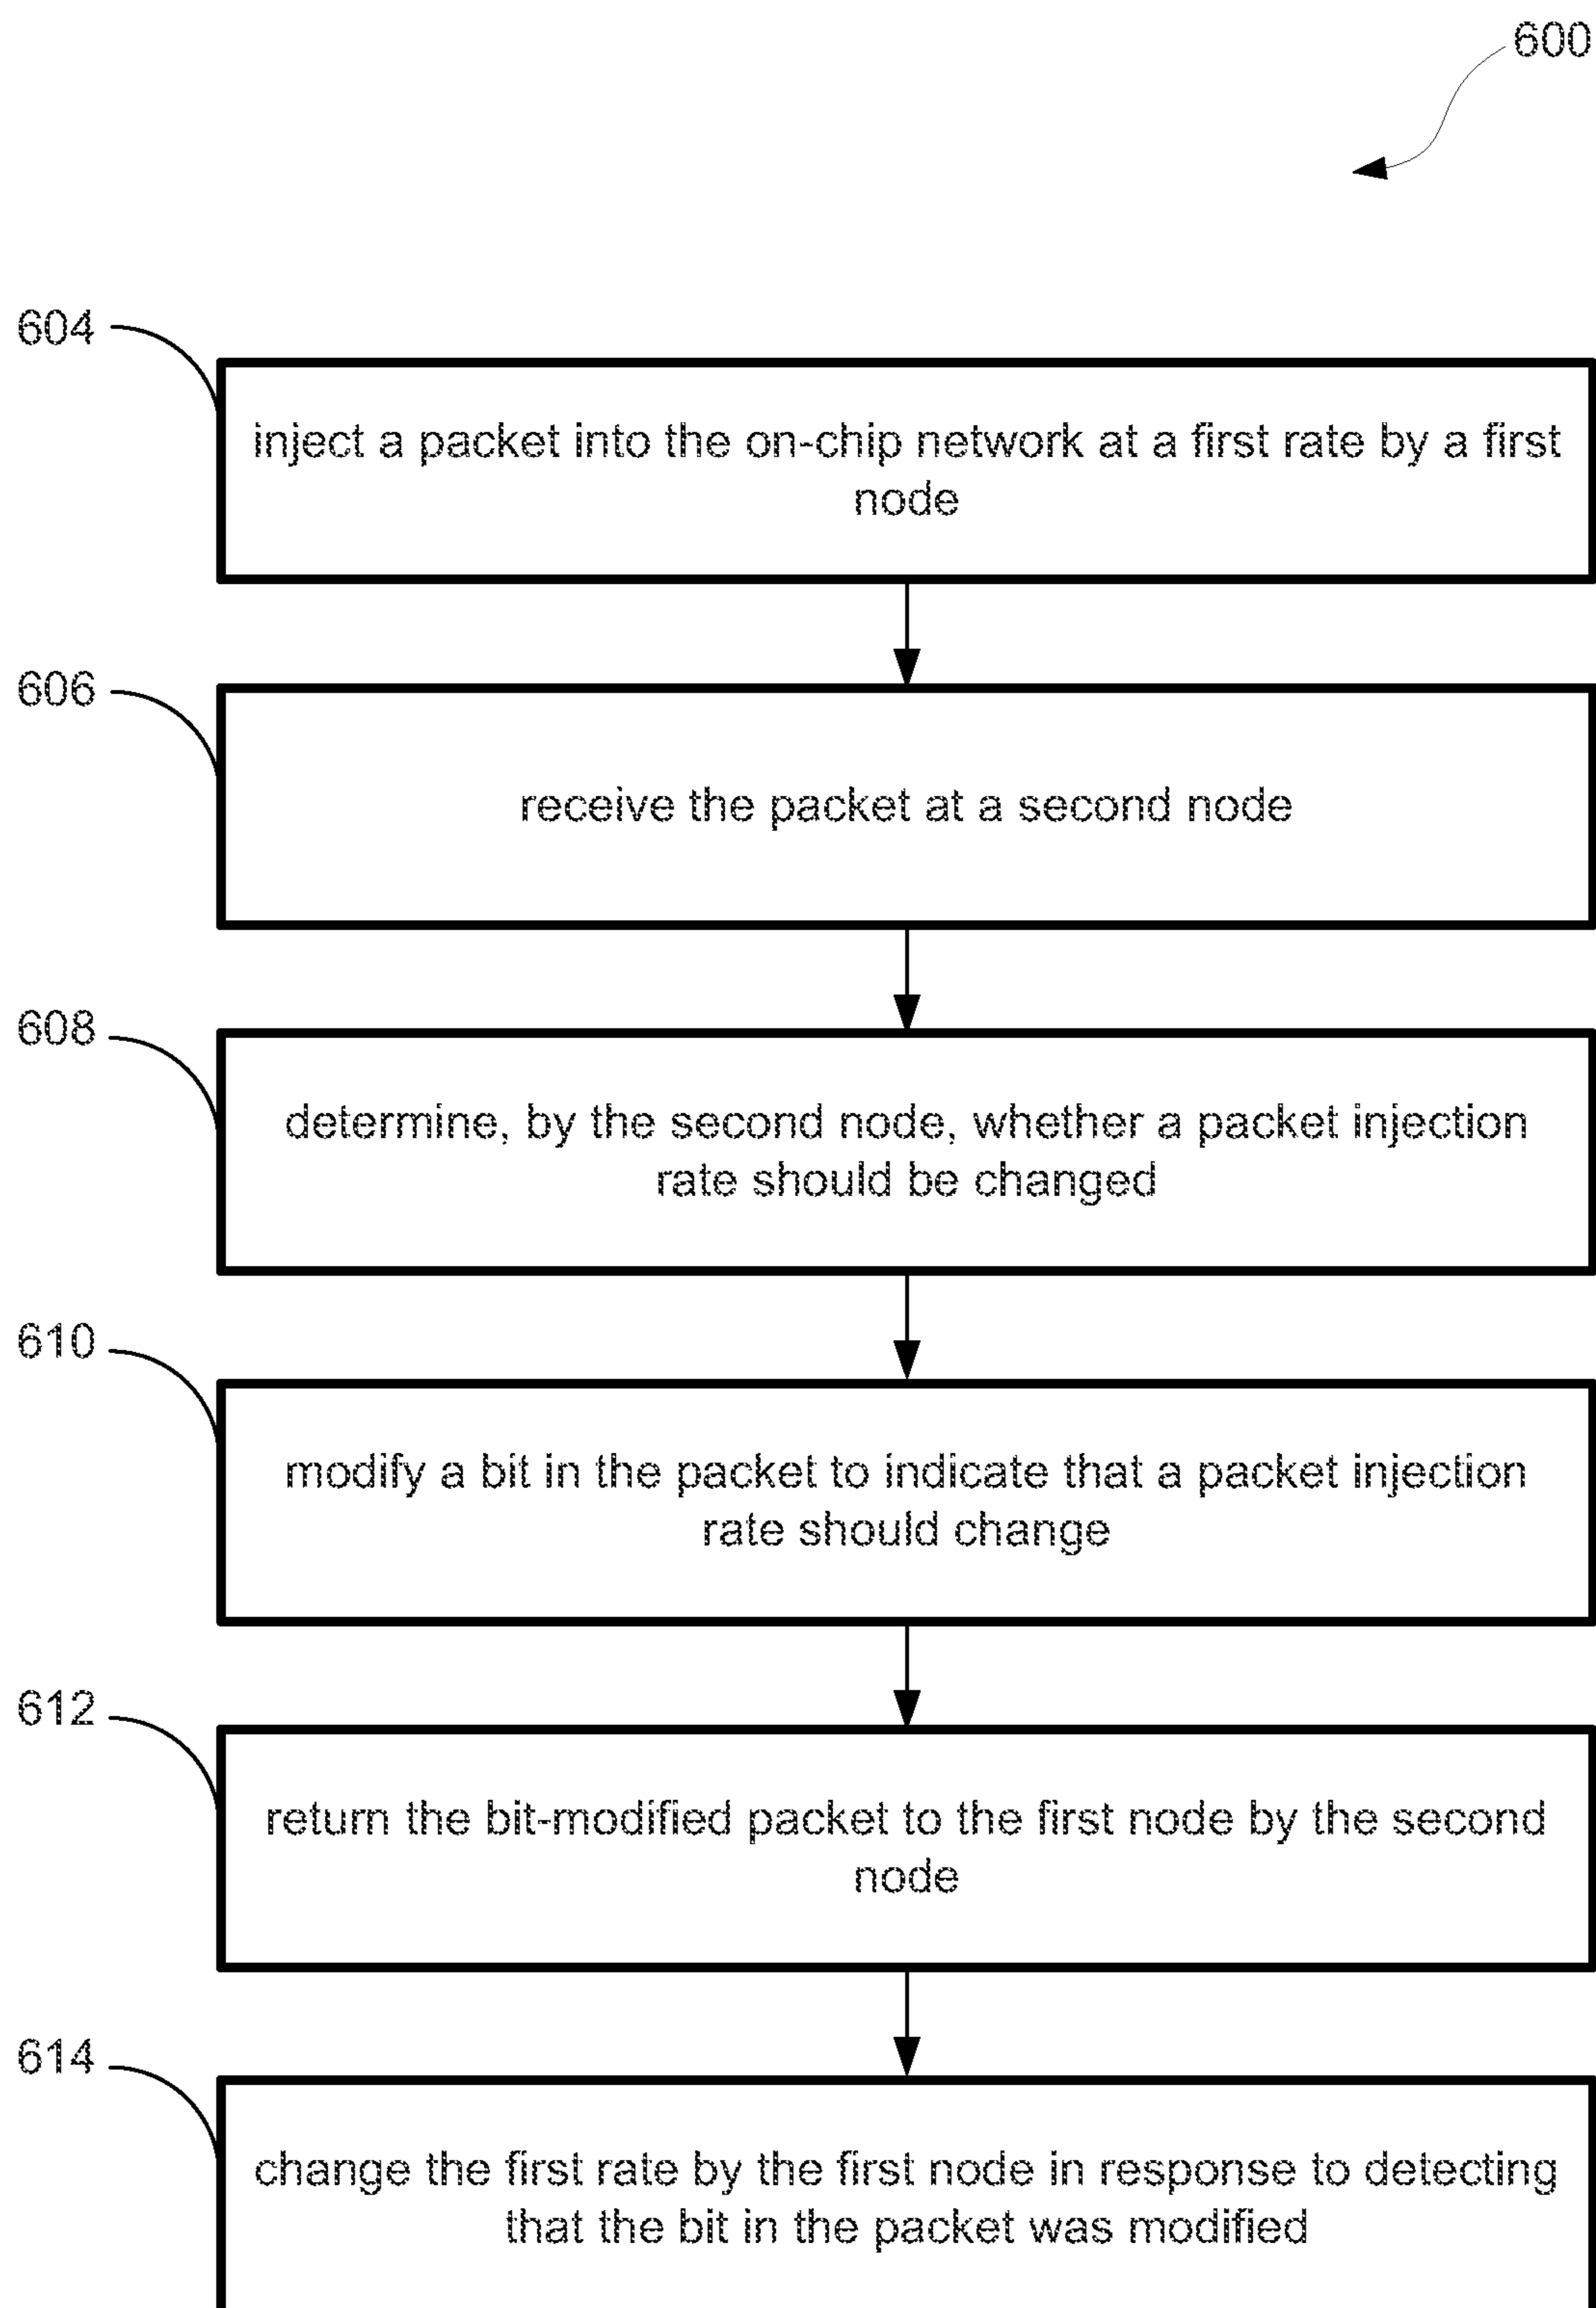 600
604
inject a packet into the on-chip network at a first rate by a first
node
606
receive the packet at a second node
608
determine, by the second node, whether a packet injection
rate should be changed
610
modify a bit in the packet to indicate that a packet injection
rate should change
612
return the bit-modified packet to the first node by the second
node
614
change the first rate by the first node in response to detecting
that the bit in the packet was modified